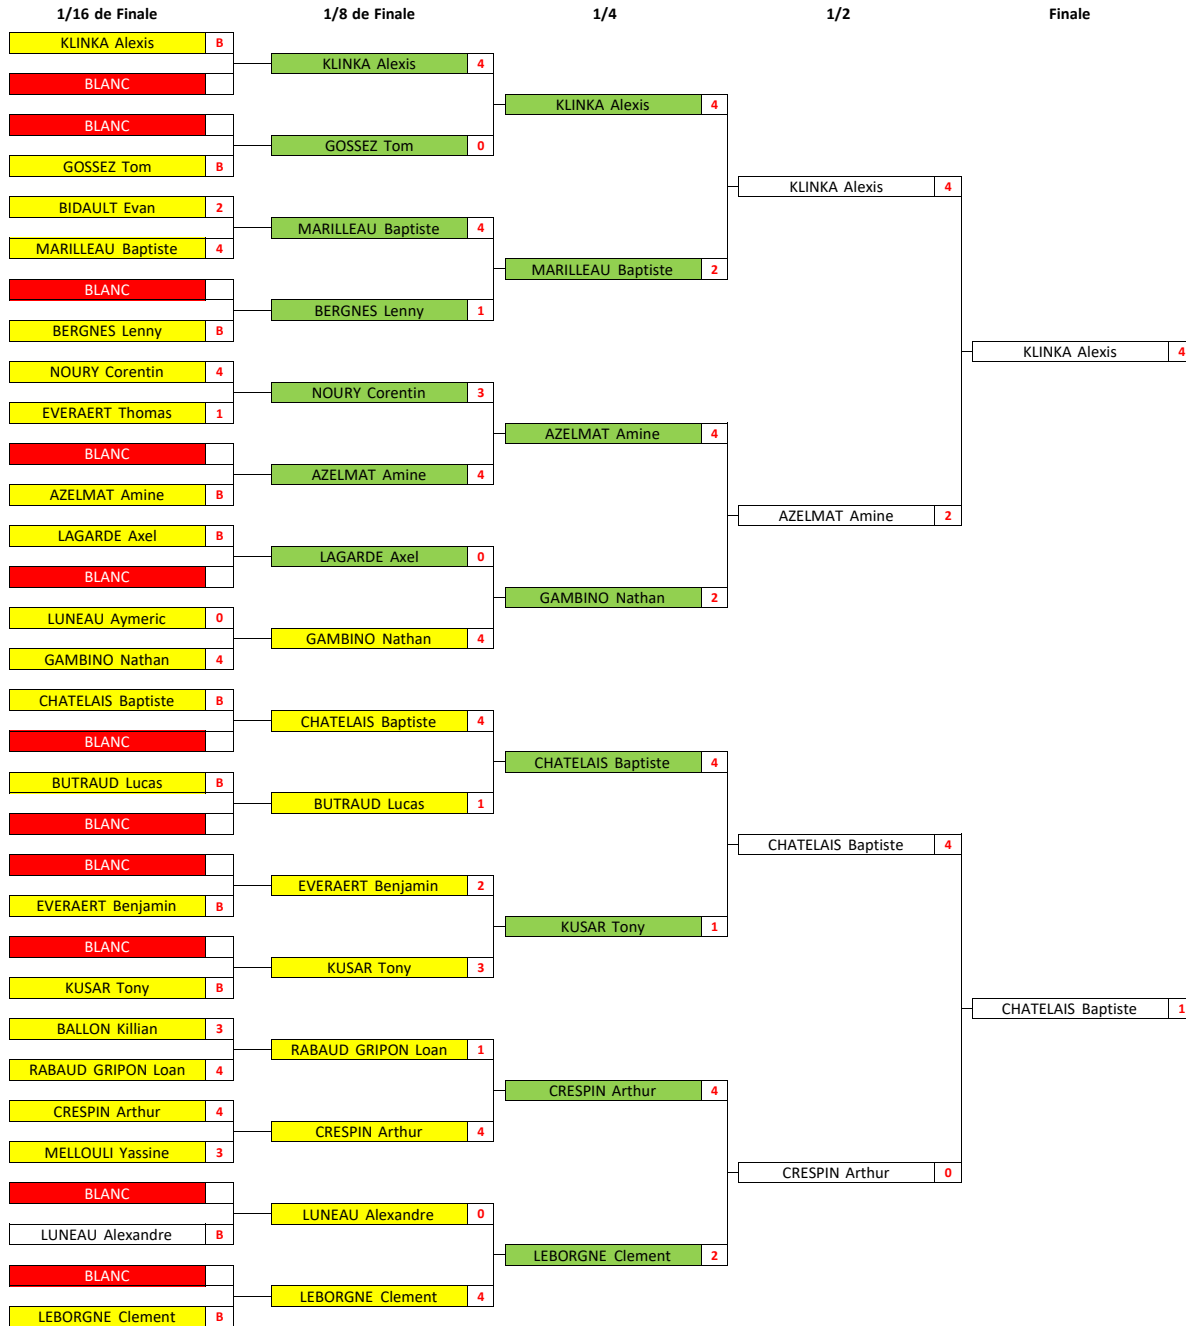 1/16 de Finale 1/8 de Finale 1/4 1/2 Finale
KLINKA Alexis B
KLINKA Alexis 4
BLANC
KLINKA Alexis 4
BLANC
GOSSEZ Tom 0
GOSSEZ Tom B
KLINKA Alexis 4
BIDAULT Evan 2
MARILLEAU Baptiste 4
MARILLEAU Baptiste 4
MARILLEAU Baptiste 2
BLANC
BERGNES Lenny 1
BERGNES Lenny B
KLINKA Alexis 4
NOURY Corentin 4
NOURY Corentin 3
EVERAERT Thomas 1
AZELMAT Amine 4
BLANC
AZELMAT Amine 4
AZELMAT Amine B
AZELMAT Amine 2
LAGARDE Axel B
LAGARDE Axel 0
BLANC
GAMBINO Nathan 2
LUNEAU Aymeric 0
GAMBINO Nathan 4
GAMBINO Nathan 4
CHATELAIS Baptiste B
CHATELAIS Baptiste 4
BLANC
CHATELAIS Baptiste 4
BUTRAUD Lucas B
BUTRAUD Lucas 1
BLANC
CHATELAIS Baptiste 4
BLANC
EVERAERT Benjamin 2
EVERAERT Benjamin B
KUSAR Tony 1
BLANC
KUSAR Tony 3
KUSAR Tony B
CHATELAIS Baptiste 1
BALLON Killian 3
RABAUD GRIPON Loan 1
RABAUD GRIPON Loan 4
CRESPIN Arthur 4
CRESPIN Arthur 4
CRESPIN Arthur 4
MELLOULI Yassine 3
CRESPIN Arthur 0
BLANC
LUNEAU Alexandre 0
LUNEAU Alexandre B
LEBORGNE Clement 2
BLANC
LEBORGNE Clement 4
LEBORGNE Clement B